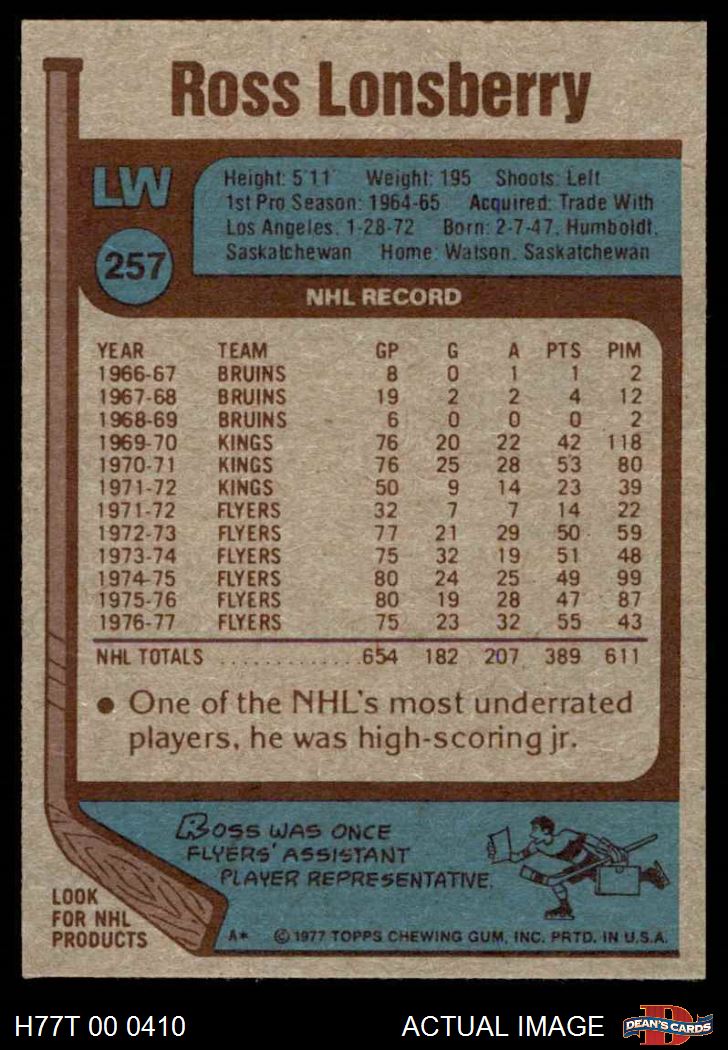 Ross Lonsberry
LW
257
Height: 5'11" Weight: 195 Shoots: Left
1st Pro Season: 1964-65 Acquired: Trade With
Los Angeles, 1-28-72 Born: 2-7-47, Humboldt,
Saskatchewan Home: Watson, Saskatchewan
NHL RECORD
YEAR TEAM GP G A PTS PIM
1966-67 BRUINS 8 0 1 1 2
1967-68 BRUINS 19 2 2 4 12
1968-69 BRUINS 6 0 0 0 2
1969-70 KINGS 76 20 22 42 118
1970-71 KINGS 76 25 28 53 80
1971-72 KINGS 50 9 14 23 39
1971-72 FLYERS 32 7 7 14 22
1972-73 FLYERS 77 21 29 50 59
1973-74 FLYERS 75 32 19 51 48
1974-75 FLYERS 80 24 25 49 99
1975-76 FLYERS 80 19 28 47 87
1976-77 FLYERS 75 23 32 55 43
NHL TOTALS ..............654 182 207 389 611
• One of the NHL's most underrated
players, he was high-scoring jr.
ROSS WAS ONCE
FLYERS' ASSISTANT
PLAYER REPRESENTATIVE.
LOOK
FOR NHL
PRODUCTS
A* © 1977 TOPPS CHEWING GUM, INC. PRTD. IN U.S.A.
H77T 00 0410 ACTUAL IMAGE
D
DEAN'S CARDS